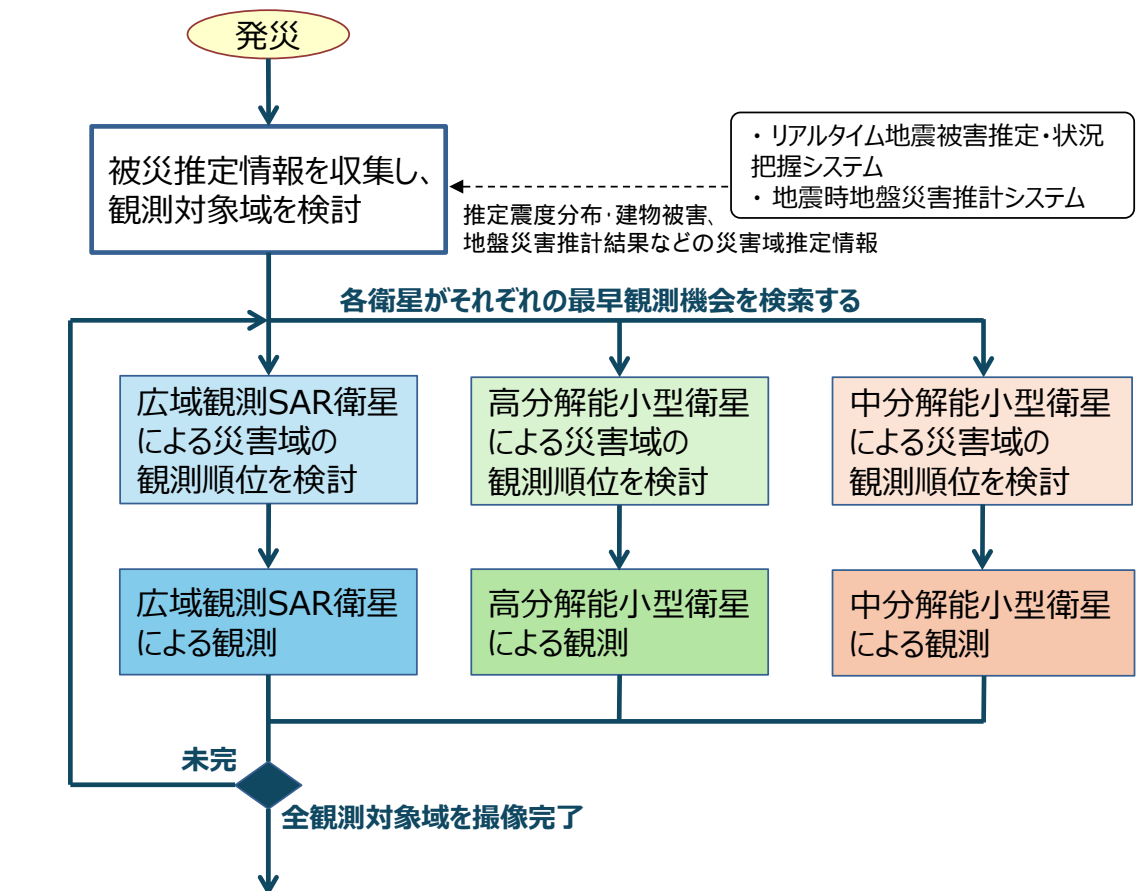 発災
被災推定情報を収集し、
観測対象域を検討
・リアルタイム地震被害推定・状況
把握システム
・地震時地盤災害推計システム
推定震度分布・建物被害、
地盤災害推計結果などの災害域推定情報
各衛星がそれぞれの最早観測機会を検索する
広域観測SAR衛星
による災害域の
観測順位を検討
高分解能小型衛星
による災害域の
観測順位を検討
中分解能小型衛星
による災害域の
観測順位を検討
広域観測SAR衛星
による観測
高分解能小型衛星
による観測
中分解能小型衛星
による観測
未完
全観測対象域を撮像完了